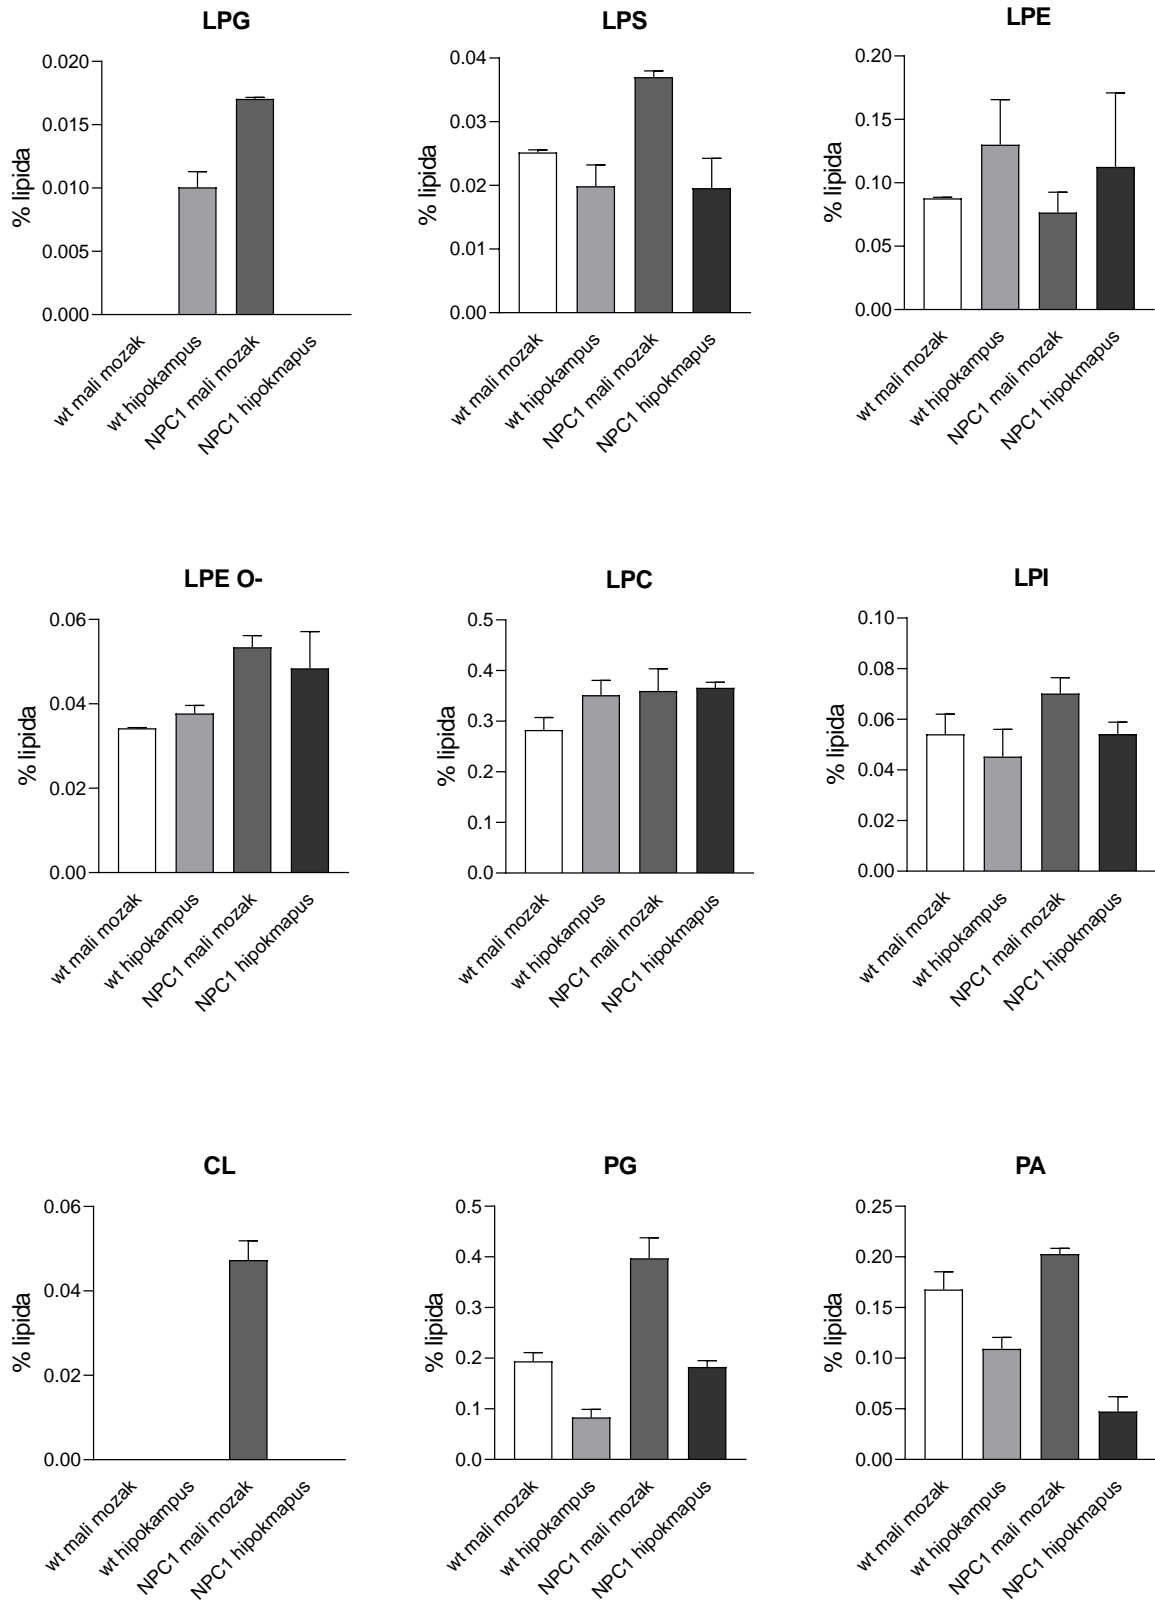 LPG
% lipida
0.020
0.015
0.010
0.005
0.000
wt mali mozak
wt hipokampus
NPC1 mali mozak
NPC1 hipokmapus
LPS
% lipida
0.04
0.03
0.02
0.01
0.00
wt mali mozak
wt hipokampus
NPC1 mali mozak
NPC1 hipokmapus
LPE
% lipida
0.20
0.15
0.10
0.05
0.00
wt mali mozak
wt hipokampus
NPC1 mali mozak
NPC1 hipokmapus
LPE O-
% lipida
0.06
0.04
0.02
0.00
wt mali mozak
wt hipokampus
NPC1 mali mozak
NPC1 hipokmapus
LPC
% lipida
0.5
0.4
0.3
0.2
0.1
0.0
wt mali mozak
wt hipokampus
NPC1 mali mozak
NPC1 hipokmapus
LPI
% lipida
0.10
0.08
0.06
0.04
0.02
0.00
wt mali mozak
wt hipokampus
NPC1 mali mozak
NPC1 hipokmapus
CL
% lipida
0.06
0.04
0.02
0.00
wt mali mozak
wt hipokampus
NPC1 mali mozak
NPC1 hipokmapus
PG
% lipida
0.5
0.4
0.3
0.2
0.1
0.0
wt mali mozak
wt hipokampus
NPC1 mali mozak
NPC1 hipokmapus
PA
% lipida
0.25
0.20
0.15
0.10
0.05
0.00
wt mali mozak
wt hipokampus
NPC1 mali mozak
NPC1 hipokmapus